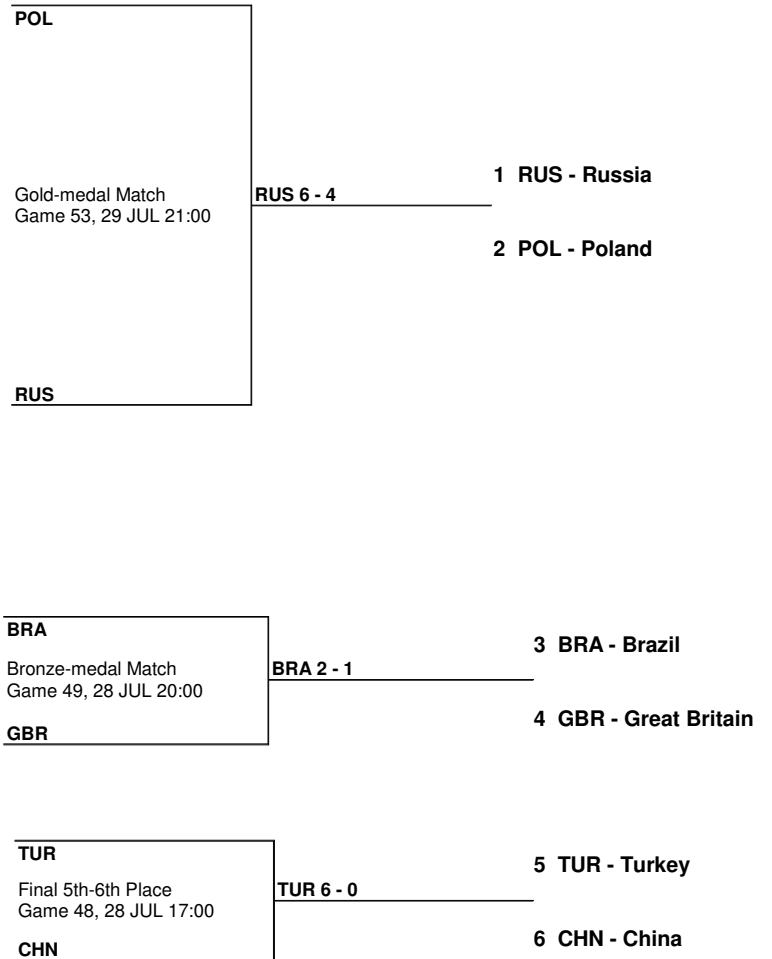 POL
Gold-medal Match
Game 53, 29 JUL 21:00
RUS 6 - 4
1 RUS - Russia
2 POL - Poland
RUS
BRA
Bronze-medal Match
Game 49, 28 JUL 20:00
BRA 2 - 1
3 BRA - Brazil
4 GBR - Great Britain
GBR
TUR
Final 5th-6th Place
Game 48, 28 JUL 17:00
TUR 6 - 0
5 TUR - Turkey
6 CHN - China
CHN